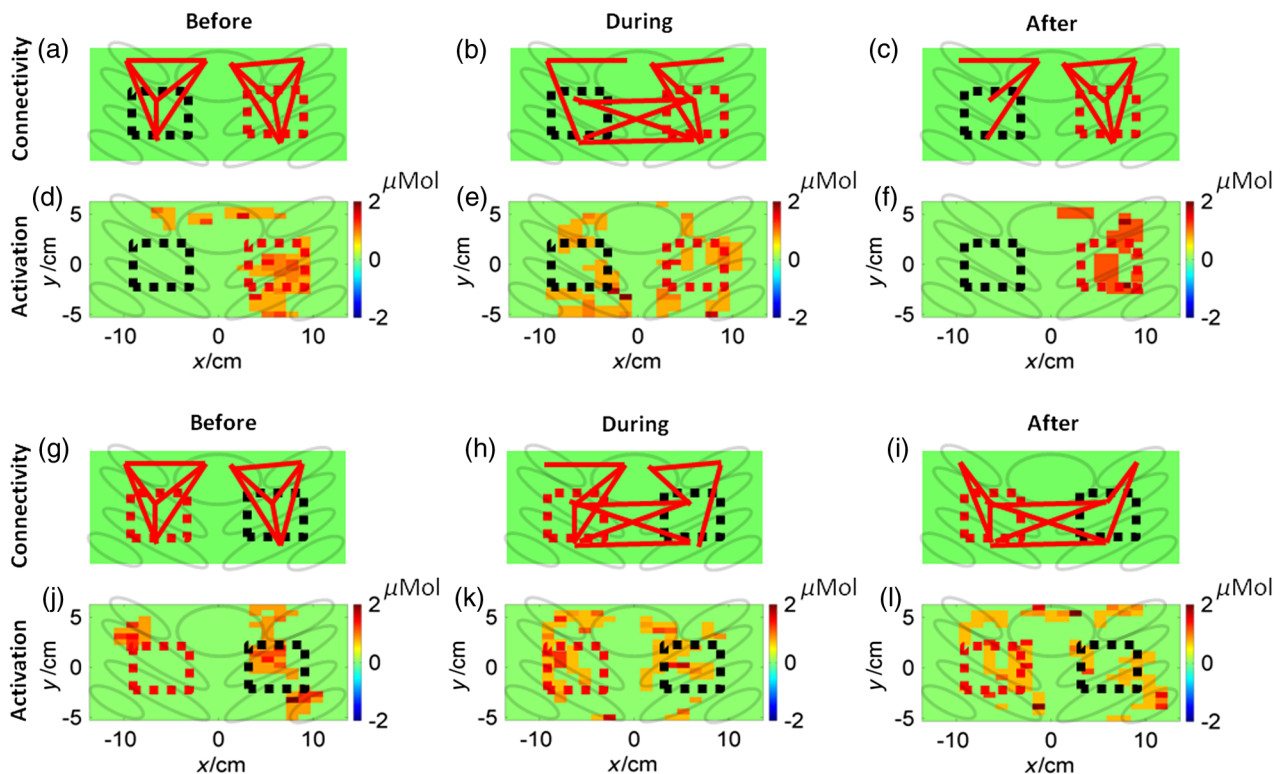 Before During After
Connectivity (a) (b) (c)
Activation (d) μMol (e) μMol (f) μMol
y/cm 5 0 -5 2 0 -2 y/cm 5 0 -5 2 0 -2 y/cm 5 0 -5 2 0 -2
-10 0 10 -10 0 10 -10 0 10
x/cm x/cm x/cm
Before During After
Connectivity (g) (h) (i)
Activation (j) μMol (k) μMol (l) μMol
y/cm 5 0 -5 2 0 -2 y/cm 5 0 -5 2 0 -2 y/cm 5 0 -5 2 0 -2
-10 0 10 -10 0 10 -10 0 10
x/cm x/cm x/cm